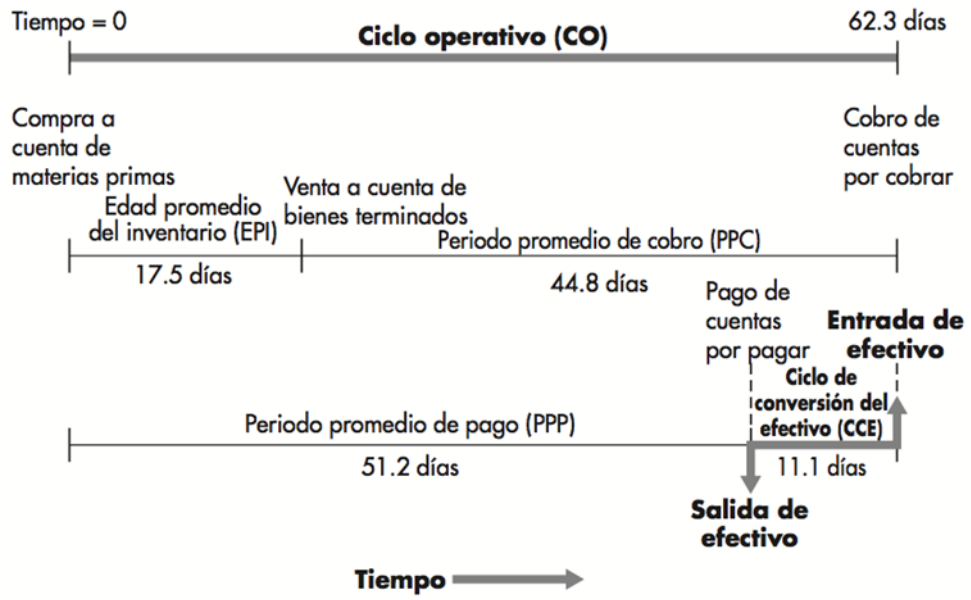 Tiempo = 0
Ciclo operativo (CO)
62.3 días
Compra a
cuenta de
materias primas
Cobro de
cuentas
por cobrar
Edad promedio
del inventario (EPI)
Venta a cuenta de
bienes terminados
Periodo promedio de cobro (PPC)
17.5 días
44.8 días
Pago de
cuentas
por pagar
Entrada de
efectivo
Ciclo de
conversión del
efectivo (CCE)
Periodo promedio de pago (PPP)
51.2 días
11.1 días
Salida de
efectivo
Tiempo